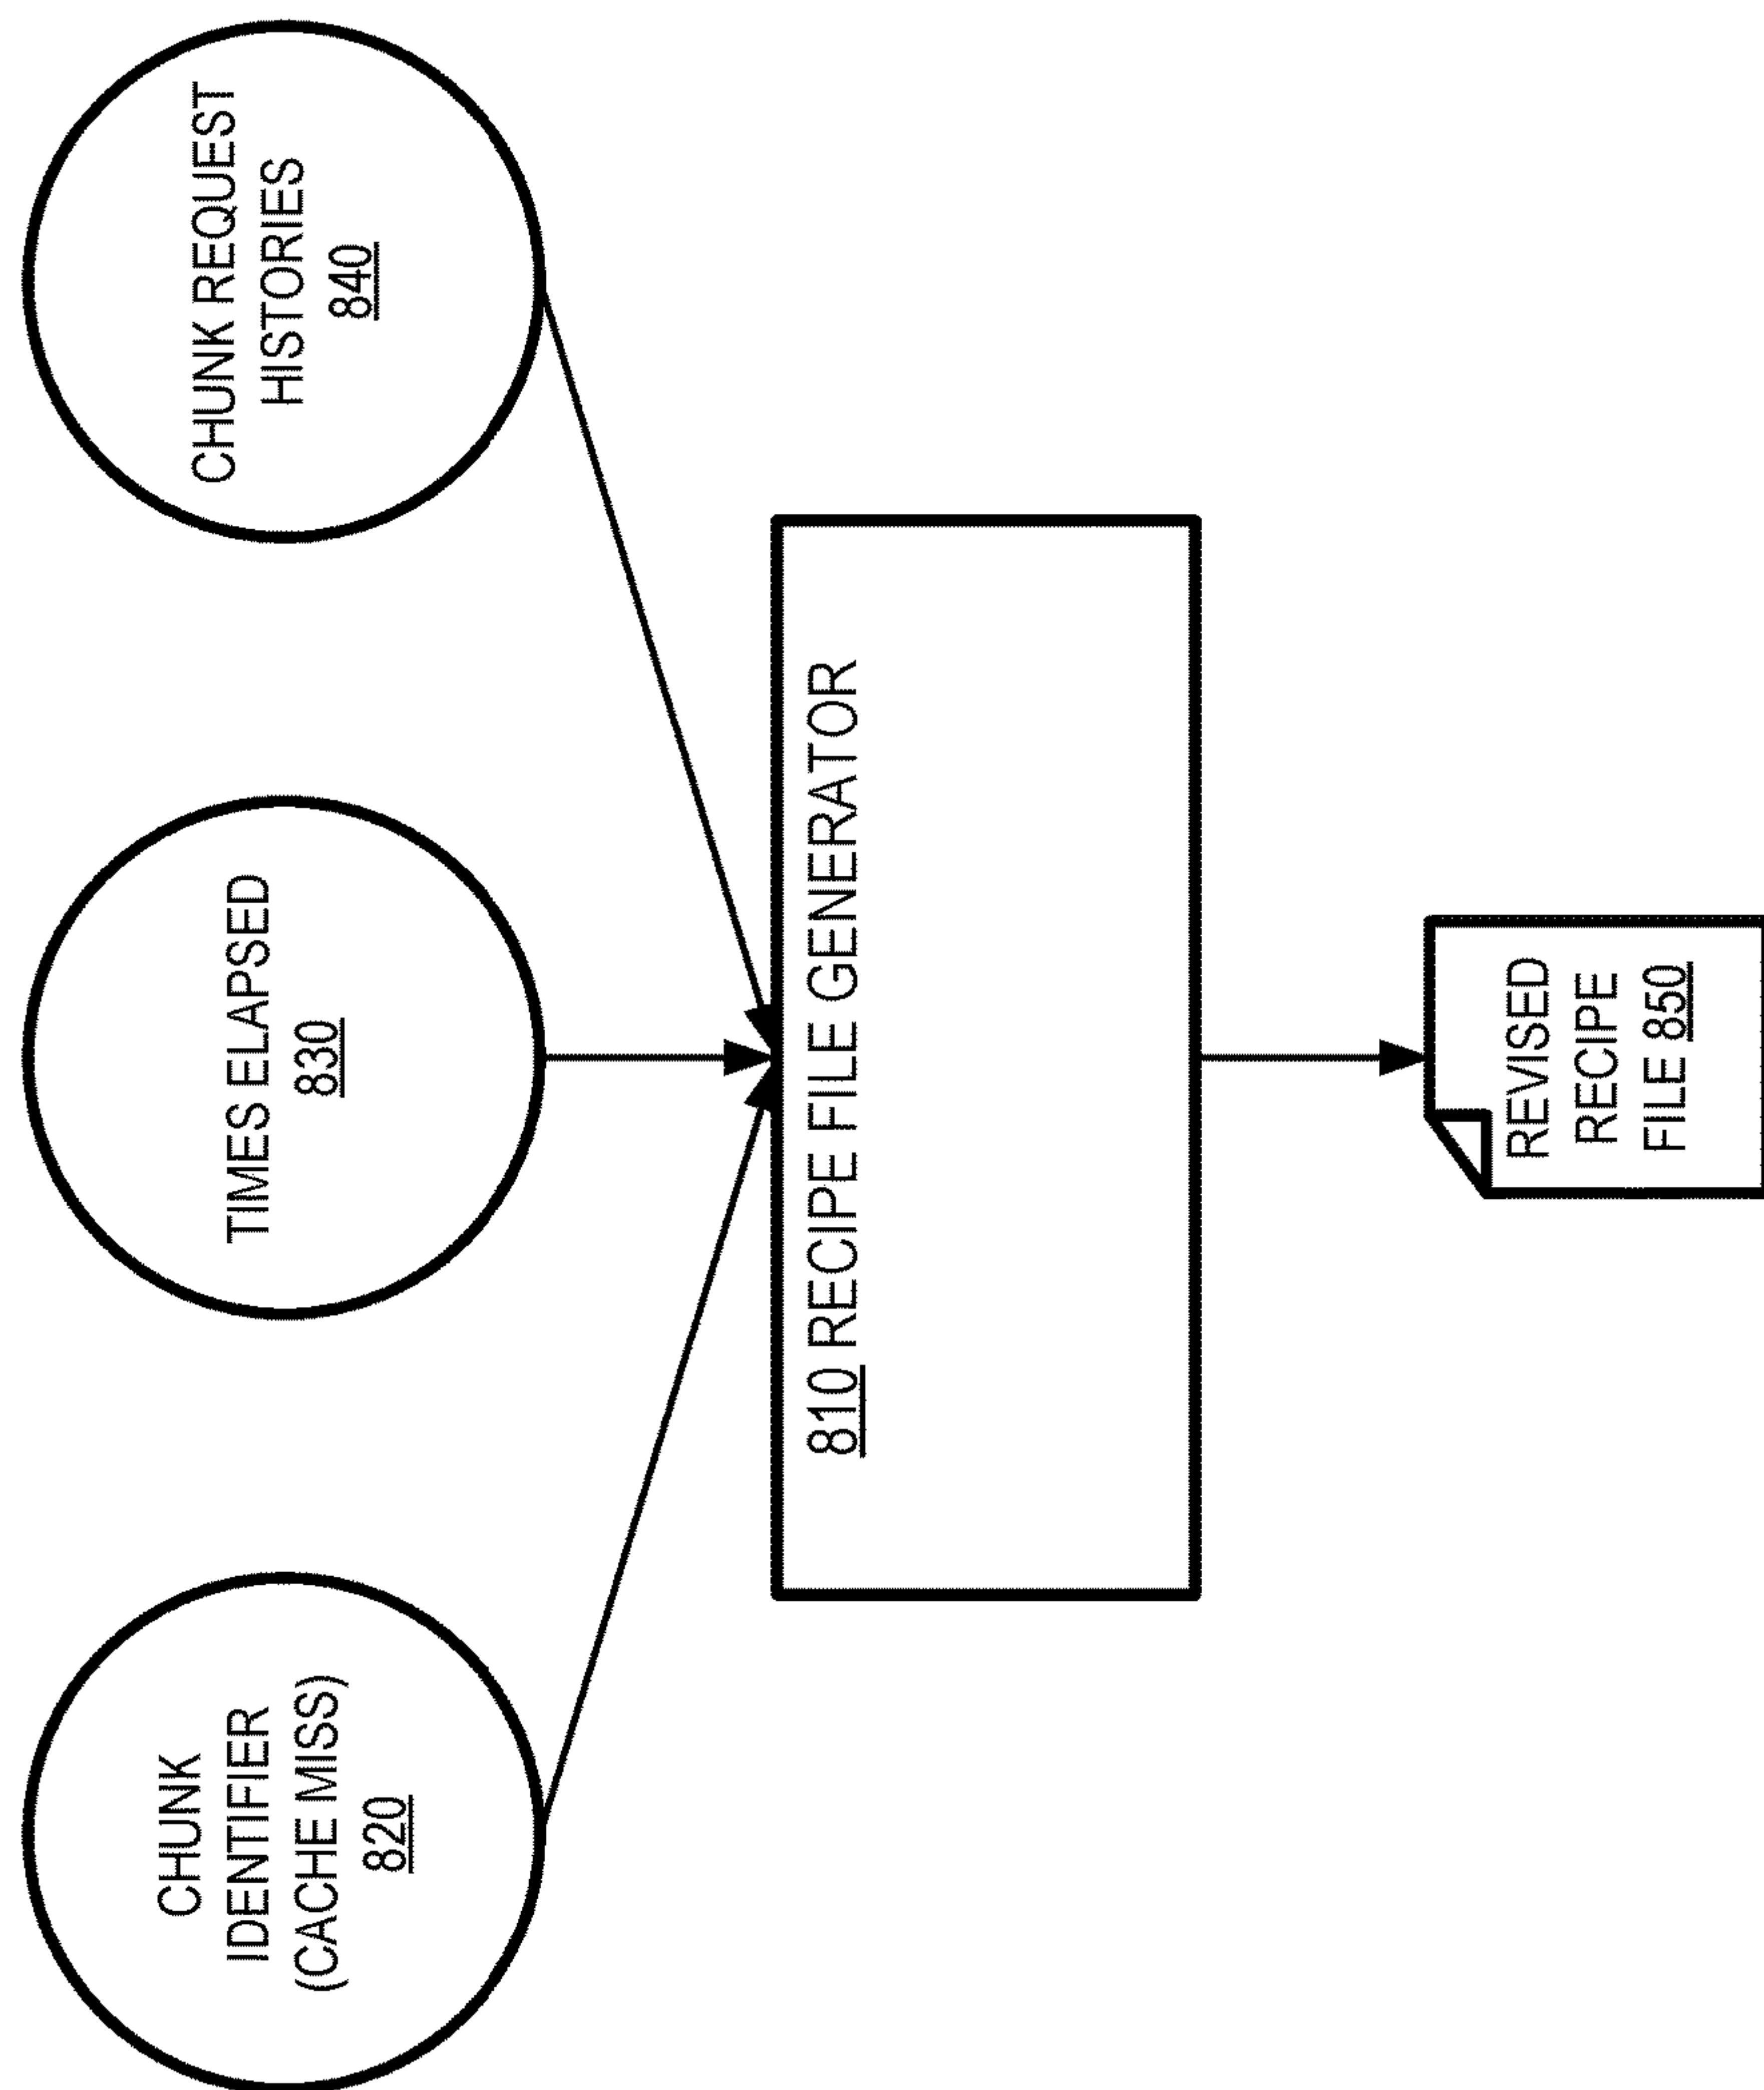 CHUNK
IDENTIFIER
(CACHE MISS)
820
TIMES ELAPSED
830
CHUNK REQUEST
HISTORIES
840
810 RECIPE FILE GENERATOR
REVISED
RECIPE
FILE 850